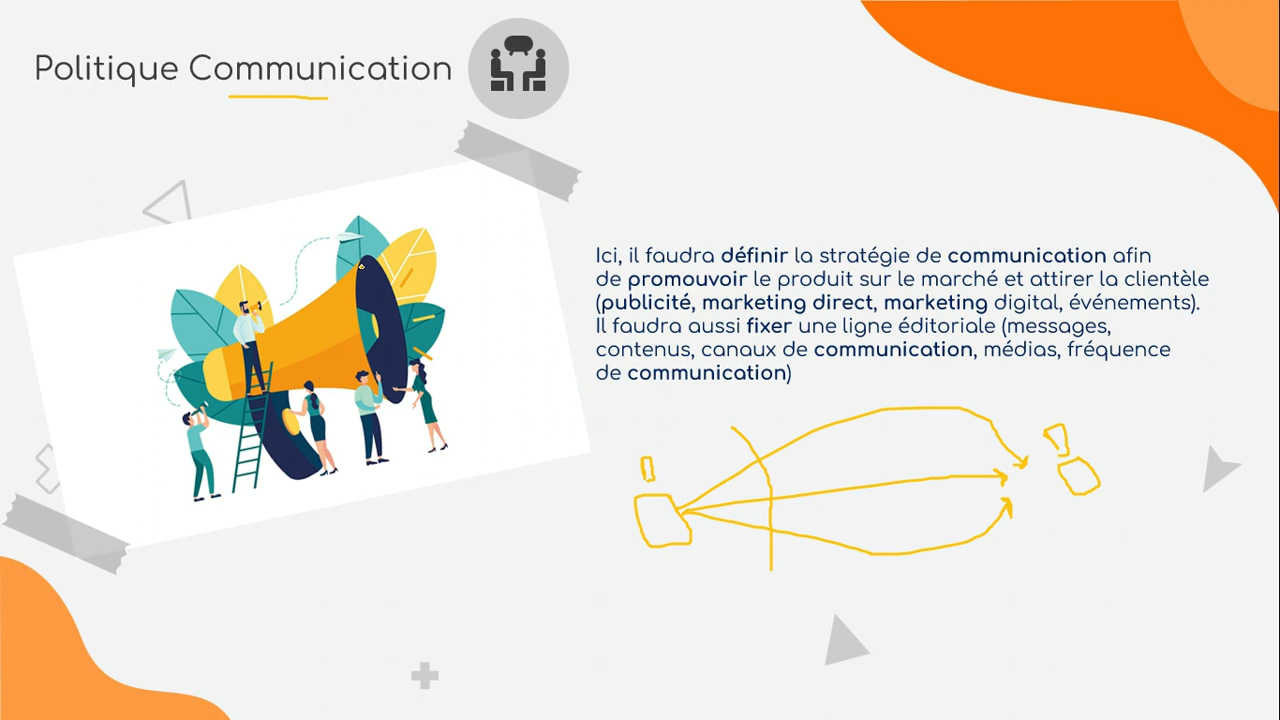 Politique Communication
Ici, il faudra définir la stratégie de communication afin
de promouvoir le produit sur le marché et attirer la clientèle
(publicité, marketing direct, marketing digital, événements).
Il faudra aussi fixer une ligne éditoriale (messages,
contenus, canaux de communication, médias, fréquence
de communication)